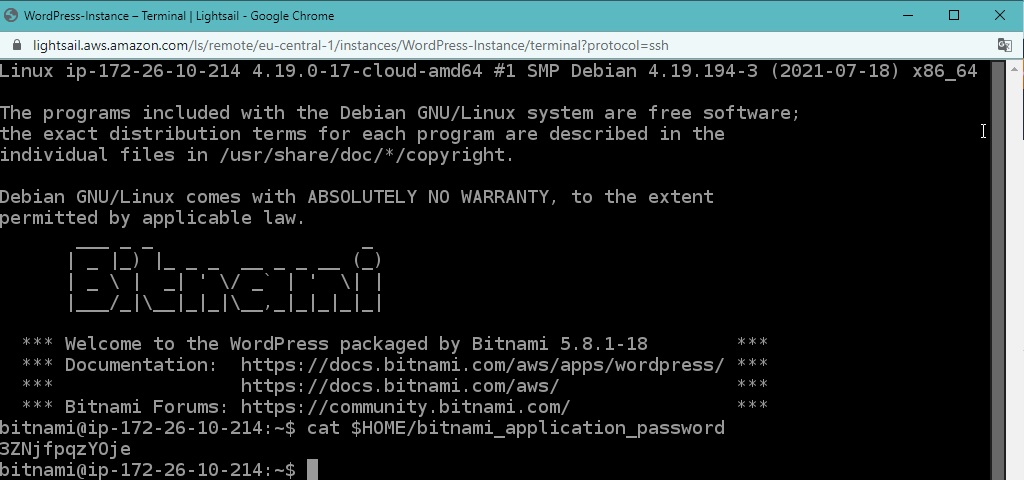 WordPress-Instance – Terminal | Lightsail - Google Chrome
lightsail.aws.amazon.com/ls/remote/eu-central-1/instances/WordPress-Instance/terminal?protocol=ssh
Linux ip-172-26-10-214 4.19.0-17-cloud-amd64 #1 SMP Debian 4.19.194-3 (2021-07-18) x86_64
The programs included with the Debian GNU/Linux system are free software;
the exact distribution terms for each program are described in the
individual files in /usr/share/doc/*/copyright.
Debian GNU/Linux comes with ABSOLUTELY NO WARRANTY, to the extent
permitted by applicable law.
Bitnami
*** Welcome to the WordPress packaged by Bitnami 5.8.1-18 ***
*** Documentation: https://docs.bitnami.com/aws/apps/wordpress/ ***
*** https://docs.bitnami.com/aws/ ***
*** Bitnami Forums: https://community.bitnami.com/ ***
bitnami@ip-172-26-10-214:~$ cat $HOME/bitnami_application_password
3ZNjfpqzYOje
bitnami@ip-172-26-10-214:~$